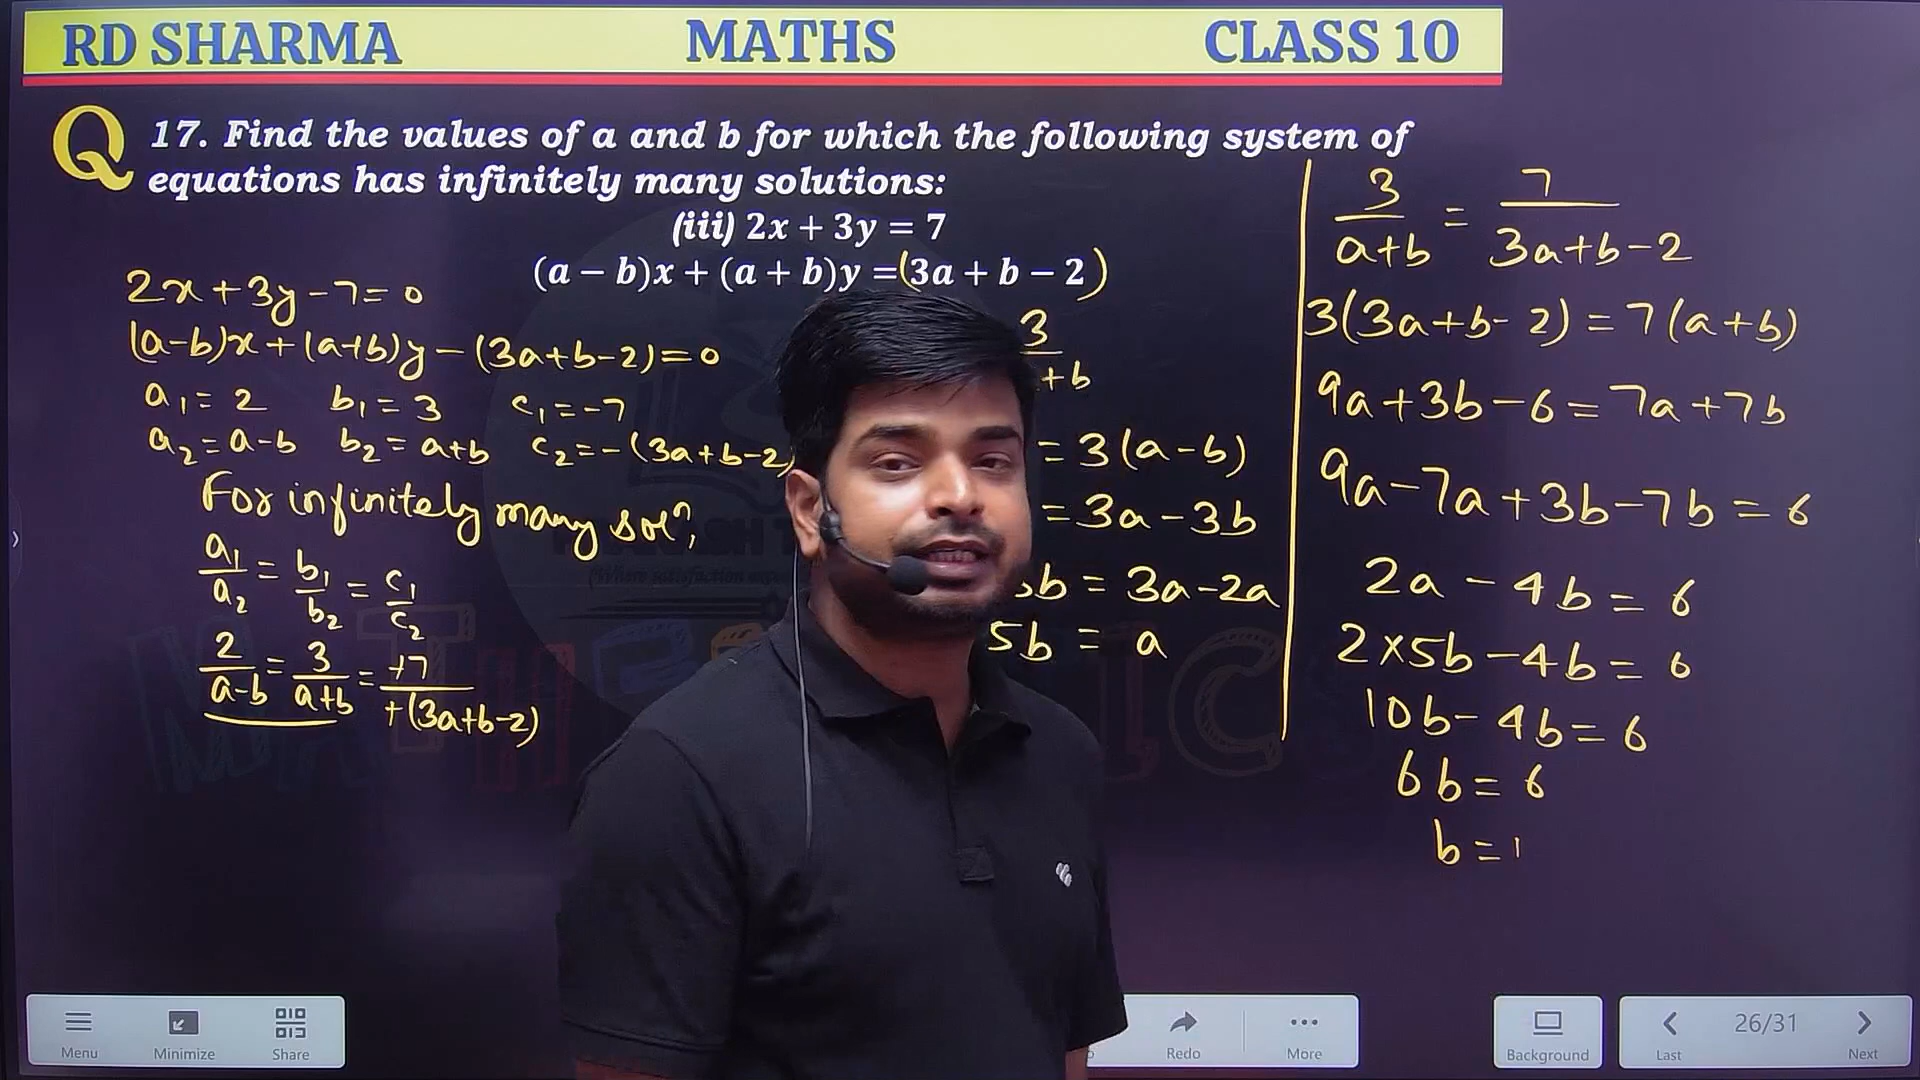 RD SHARMA MATHS CLASS 10
Q 17. Find the values of a and b for which the following system of
equations has infinitely many solutions:
(iii) 2x + 3y = 7
(a − b)x + (a + b)y = (3a + b − 2)
2x + 3y - 7 = 0
(a-b)x + (a+b)y - (3a+b-2) = 0
a₁ = 2 b₁ = 3 c₁ = -7
a₂ = a-b b₂ = a+b c₂ = -(3a+b-2)
For infinitely many solⁿ,
a₁/a₂ = b₁/b₂ = c₁/c₂
2/(a-b) = 3/(a+b) = +7/+(3a+b-2)
3
+b
= 3(a-b)
= 3a - 3b
b = 3a - 2a
5b = a
3/(a+b) = 7/(3a+b-2)
3(3a+b-2) = 7(a+b)
9a + 3b - 6 = 7a + 7b
9a - 7a + 3b - 7b = 6
2a - 4b = 6
2×5b - 4b = 6
10b - 4b = 6
6b = 6
b = 1
Menu Minimize Share Redo More Background Last 26/31 Next